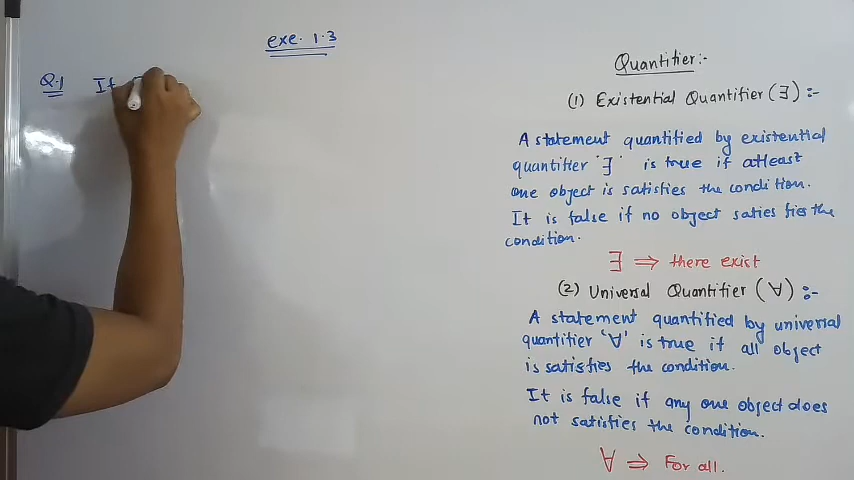 exe. 1.3
Q.1 If
Quantifier:-
(1) Existential Quantifier (∃) :-
A statement quantified by existential
quantifier '∃' is true if atleast
one object is satisfies the condition.
It is false if no object saties fies the
condition.
∃ ⇒ there exist
(2) Universal Quantifier (∀) :-
A statement quantified by univerral
quantifier '∀' is true if all object
is satisfies the condition.
It is false if any one object does
not satisfies the condition.
∀ ⇒ For all.